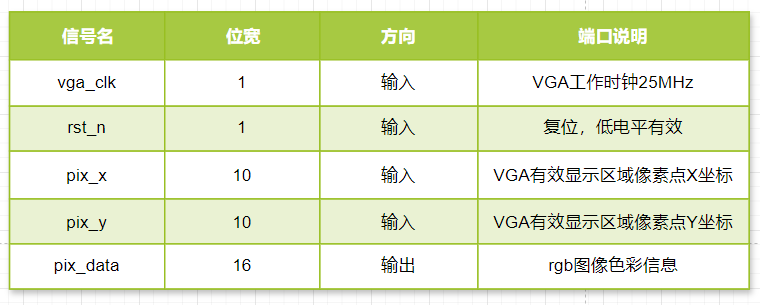 信号名 位宽 方向 端口说明
vga_clk 1 输入 VGA工作时钟25MHz
rst_n 1 输入 复位，低电平有效
pix_x 10 输入 VGA有效显示区域像素点X坐标
pix_y 10 输入 VGA有效显示区域像素点Y坐标
pix_data 16 输出 rgb图像色彩信息